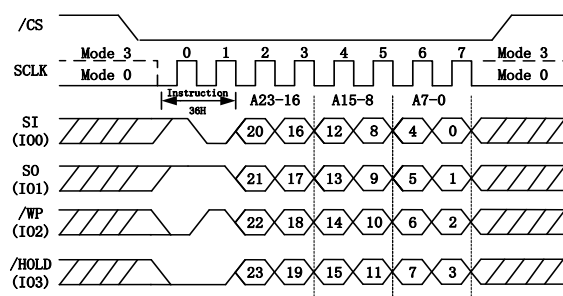 /CS
Mode 3 0 1 2 3 4 5 6 7 Mode 3
SCLK
Mode 0 Mode 0
Instruction
36H
A23-16 A15-8 A7-0
SI
(IO0)
20 16 12 8 4 0
SO
(IO1)
21 17 13 9 5 1
/WP
(IO2)
22 18 14 10 6 2
/HOLD
(IO3)
23 19 15 11 7 3